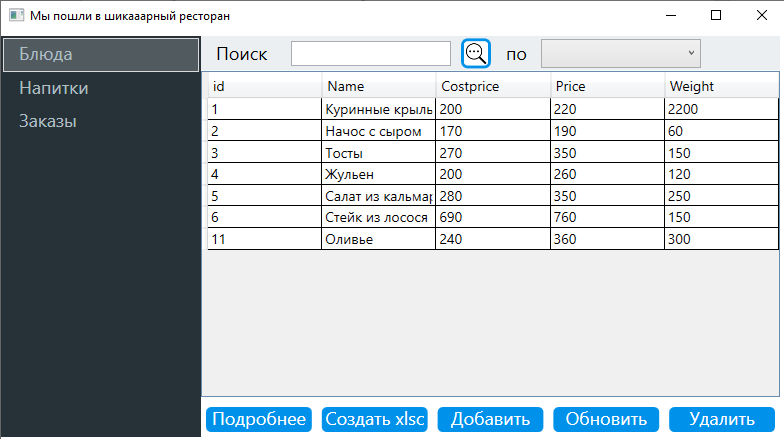 Мы пошли в шикааарный ресторан
Блюда
Напитки
Заказы
Поиск по
id Name Costprice Price Weight
1 Куринные крыль 200 220 2200
2 Начос с сыром 170 190 60
3 Тосты 270 350 150
4 Жульен 200 260 120
5 Салат из кальмар 280 350 250
6 Стейк из лосося 690 760 150
11 Оливье 240 360 300
Подробнее Создать xlsc Добавить Обновить Удалить